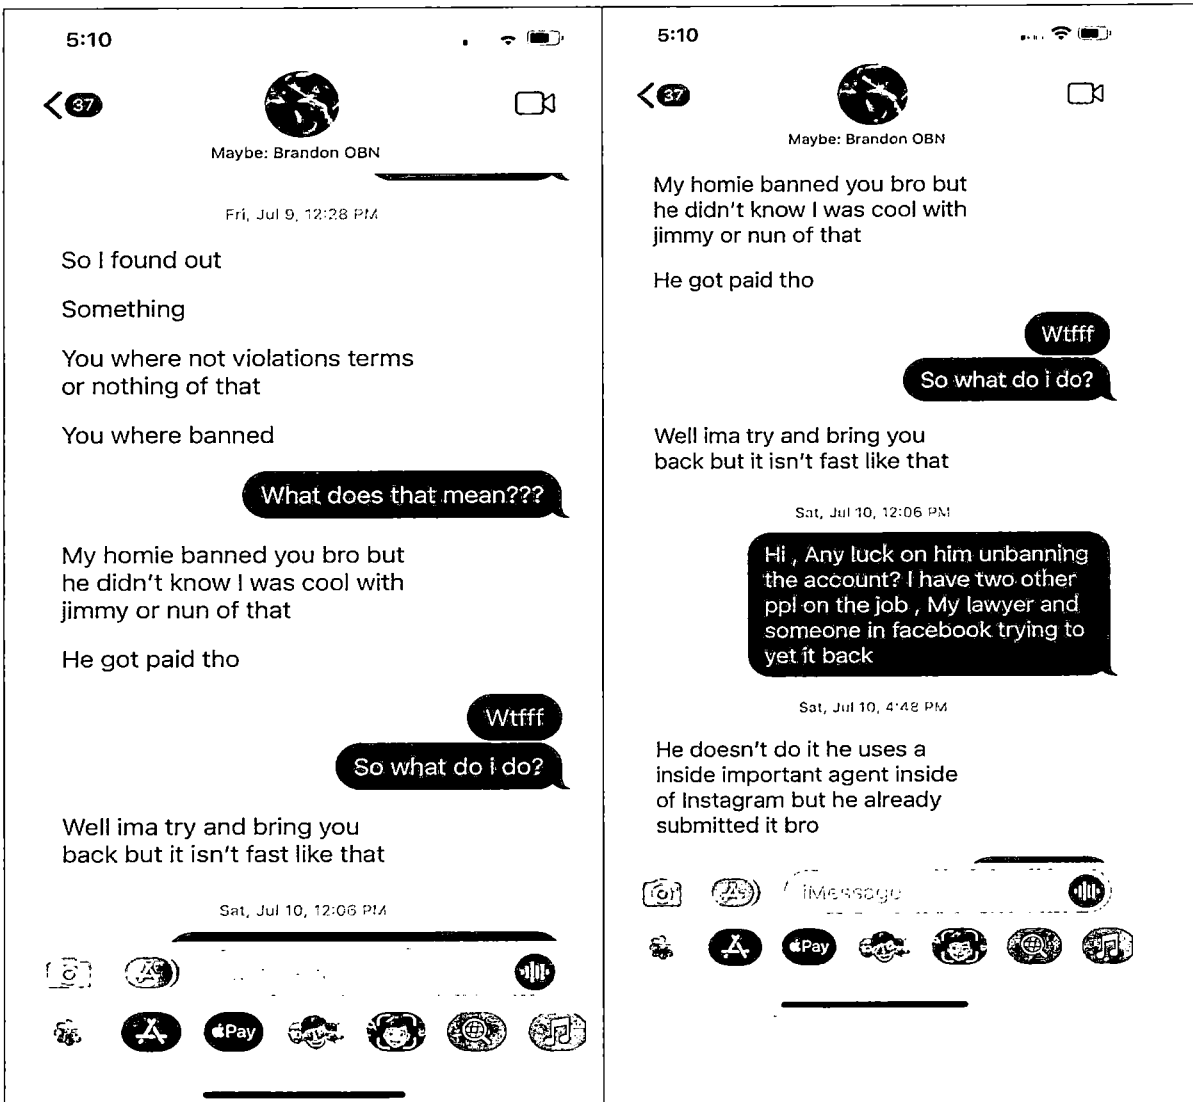 5:10
37
Maybe: Brandon OBN
Fri, Jul 9, 12:28 PM
So I found out
Something
You where not violations terms
or nothing of that
You where banned
What does that mean???
My homie banned you bro but
he didn't know I was cool with
jimmy or nun of that
He got paid tho
Wtfff
So what do i do?
Well ima try and bring you
back but it isn't fast like that
Sat, Jul 10, 12:06 PM
Pay
5:10
37
Maybe: Brandon OBN
My homie banned you bro but
he didn't know I was cool with
jimmy or nun of that
He got paid tho
Wtfff
So what do i do?
Well ima try and bring you
back but it isn't fast like that
Sat, Jul 10, 12:06 PM
Hi , Any luck on him unbanning
the account? I have two other
ppl on the job , My lawyer and
someone in facebook trying to
yet it back
Sat, Jul 10, 4:48 PM
He doesn't do it he uses a
inside important agent inside
of Instagram but he already
submitted it bro
iMessage
Pay